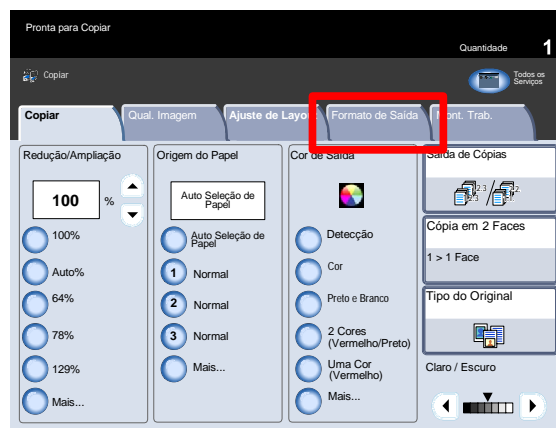 Pronta para Copiar
Quantidade 1
Copiar
Todos os
Serviços
Copiar
Qual. Imagem
Ajuste de Layout
Formato de Saída
Mont. Trab.
Redução/Ampliação
100 %
100%
Auto%
64%
78%
129%
Mais...
Origem do Papel
Auto Seleção de
Papel
Auto Seleção de
Papel
1 Normal
2 Normal
3 Normal
Mais...
Cor de Saída
Detecção
Cor
Preto e Branco
2 Cores
(Vermelho/Preto)
Uma Cor
(Vermelho)
Mais...
Saída de Cópias
Cópia em 2 Faces
1 > 1 Face
Tipo do Original
Claro / Escuro